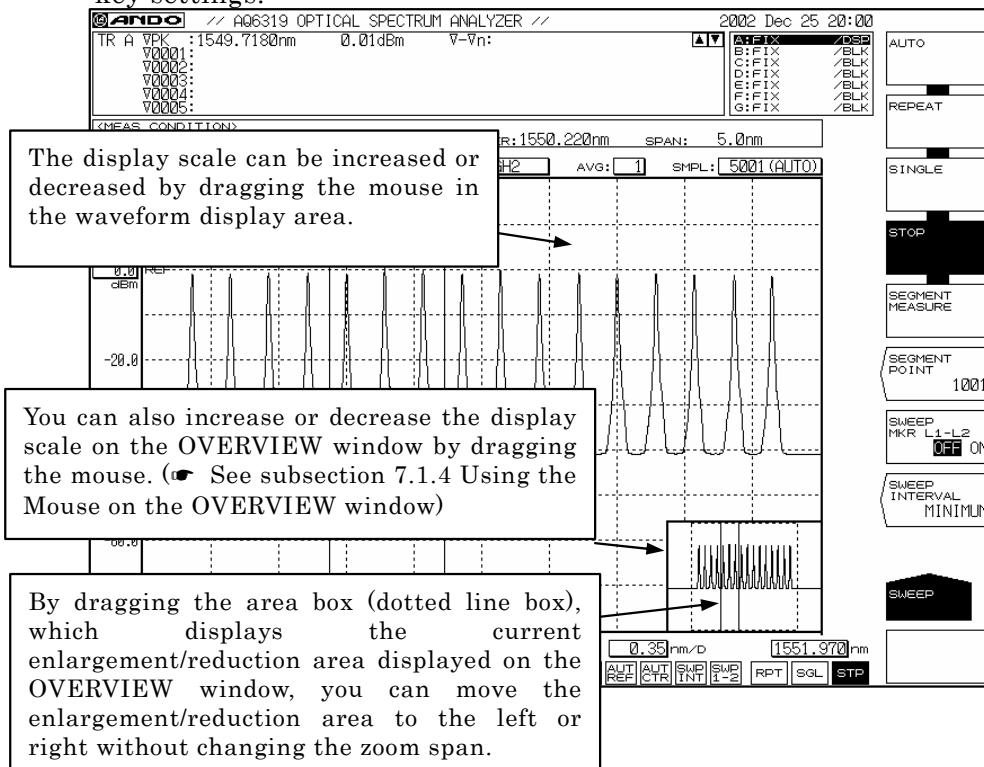 key settings.
ANDO // AQ6319 OPTICAL SPECTRUM ANALYZER // 2002 Dec 25 20:00
TR A ∇PK :1549.7180nm 0.01dBm ∇-∇n: ▲ ▼
∇0001:
∇0002:
∇0003:
∇0004:
∇0005:
A:FIX /DSP
B:FIX /BLK
C:FIX /BLK
D:FIX /BLK
E:FIX /BLK
F:FIX /BLK
G:FIX /BLK
<MEAS CONDITION>
:1550.220nm SPAN: 5.0nm
AVG: 1 SMPL: 5001(AUTO)
The display scale can be increased or
decreased by dragging the mouse in
the waveform display area.
0.0 REF
dBm
-20.0
You can also increase or decrease the display
scale on the OVERVIEW window by dragging
the mouse. (☛ See subsection 7.1.4 Using the
Mouse on the OVERVIEW window)
-60.0
By dragging the area box (dotted line box),
which displays the current
enlargement/reduction area displayed on the
OVERVIEW window, you can move the
enlargement/reduction area to the left or
right without changing the zoom span.
0.35nm/D 1551.970nm
AUT REF AUT CTR SWP INT SWP 1-2 RPT SGL STP
AUTO
REPEAT
SINGLE
STOP
SEGMENT
MEASURE
SEGMENT
POINT
1001
SWEEP
MKR L1-L2
OFF ON
SWEEP
INTERVAL
MINIMUM
SWEEP